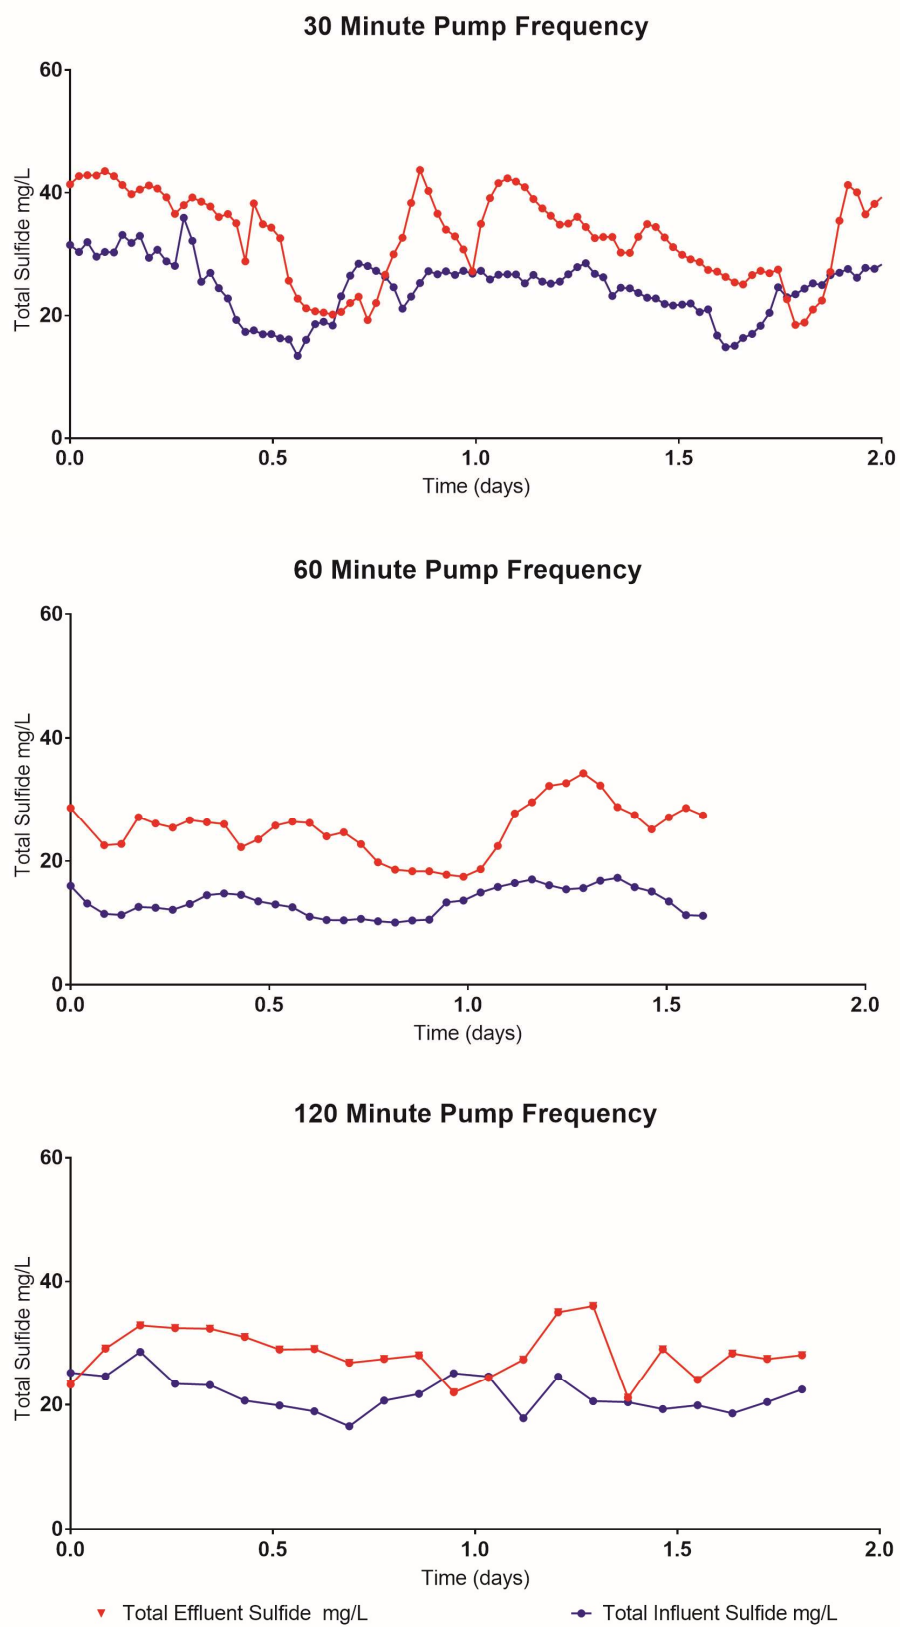 30 Minute Pump Frequency
60
40
20
0
Total Sulfide mg/L
0.0 0.5 1.0 1.5 2.0
Time (days)
60 Minute Pump Frequency
60
40
20
0
Total Sulfide mg/L
0.0 0.5 1.0 1.5 2.0
Time (days)
120 Minute Pump Frequency
60
40
20
0
Total Sulfide mg/L
0.0 0.5 1.0 1.5 2.0
Time (days)
Total Effluent Sulfide mg/L Total Influent Sulfide mg/L